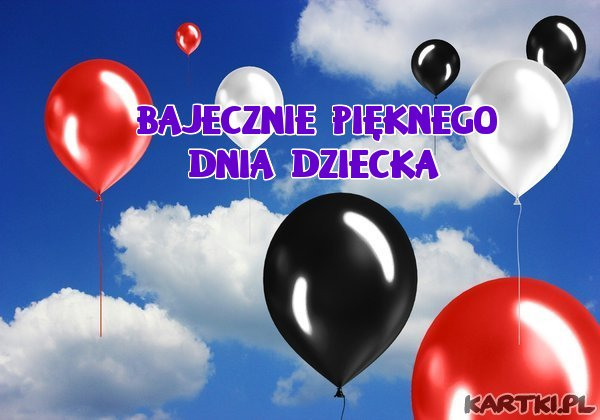 BAJECZNIE PIĘKNEGO
DNIA DZIECKA
KARTKI.PL